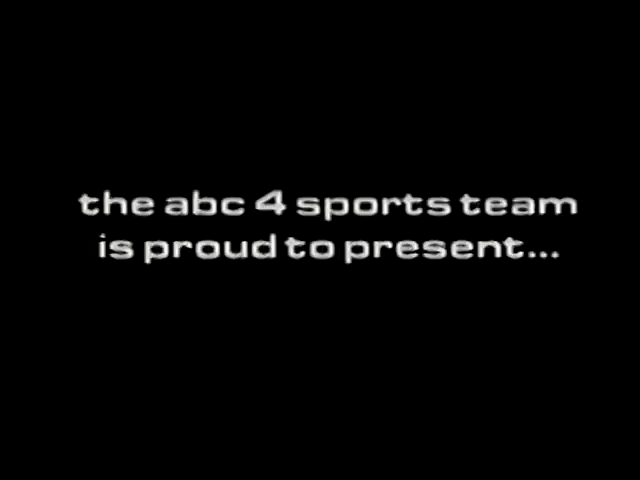 the abc 4 sports team
is proud to present...